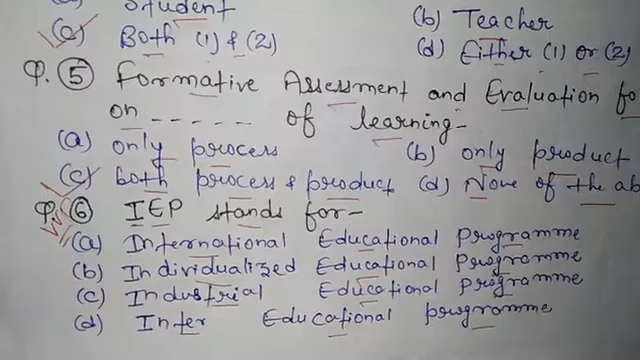 Student
(b) Teacher
(c) Both (1) & (2)
(d) Either (1) or (2)
Q. (5) Formative Assessment and Evaluation fo
on ----- of learning-
(a) only process
(b) only product
(c) both process & product (d) None of the ab
Q. (6) IEP stands for-
(a) International Educational Programme
(b) Individualized Educational Programme
(c) Industrial Educational Programme
(d) Inter Educational programme